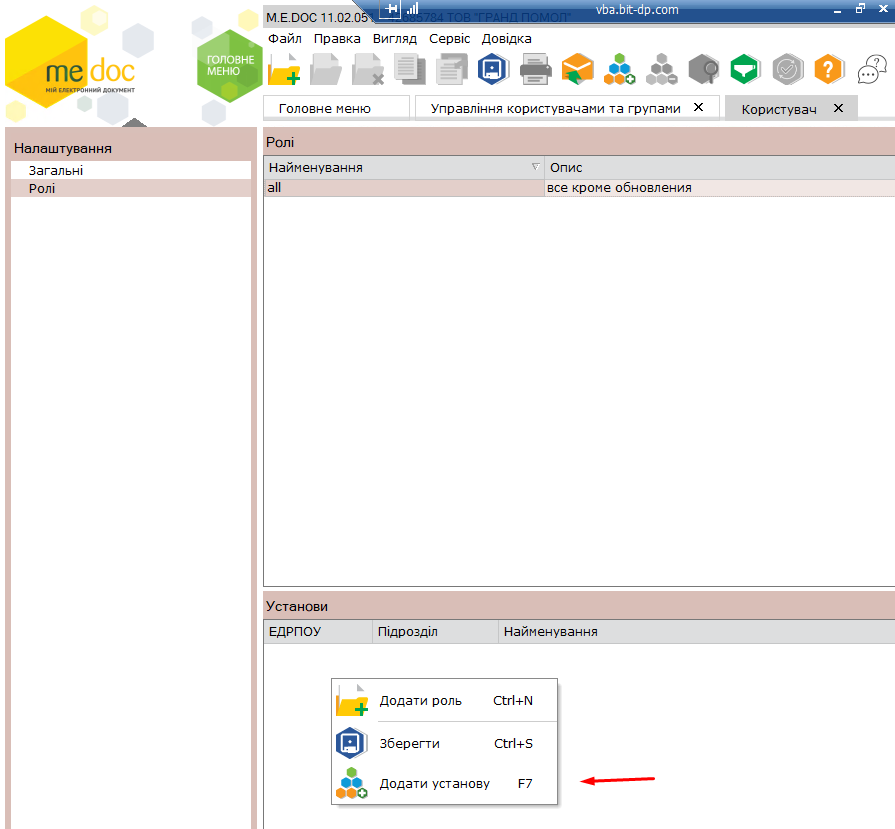 M.E.DOC 11.02.05
85784 ТОВ "ГРАНД ПОМОЛ"
vba.bit-dp.com
Файл Правка Вигляд Сервіс Довідка
me doc
МІЙ ЕЛЕКТРОННИЙ ДОКУМЕНТ
ГОЛОВНЕ
МЕНЮ
Головне меню
Управління користувачами та групами
Користувач
Налаштування
Загальні
Ролі
Ролі
Найменування Опис
all все кроме обновления
Установи
ЕДРПОУ Підрозділ Найменування
Додати роль Ctrl+N
Зберегти Ctrl+S
Додати установу F7